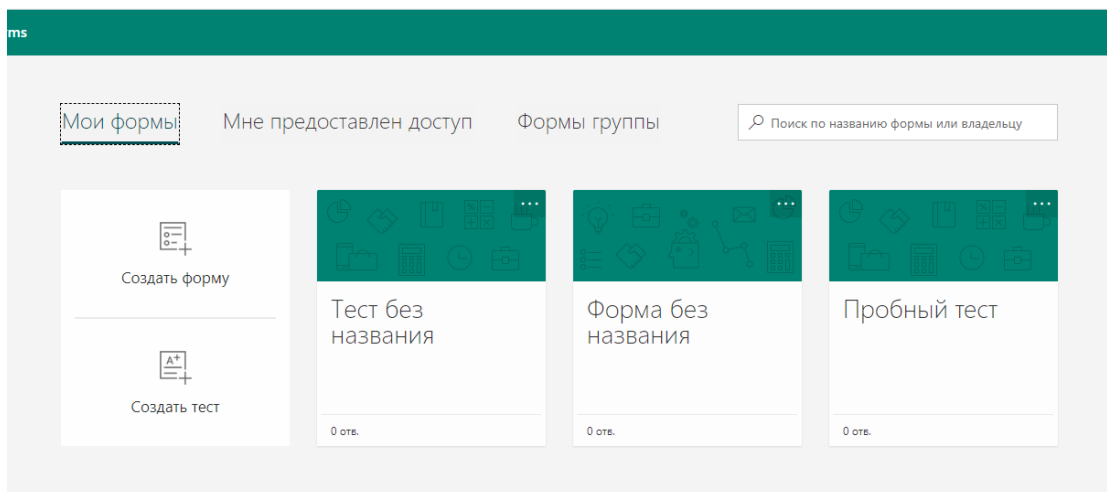 ms
Мои формы
Мне предоставлен доступ
Формы группы
Поиск по названию формы или владельцу
Создать форму
Создать тест
Тест без
названия
0 отв.
Форма без
названия
0 отв.
Пробный тест
0 отв.